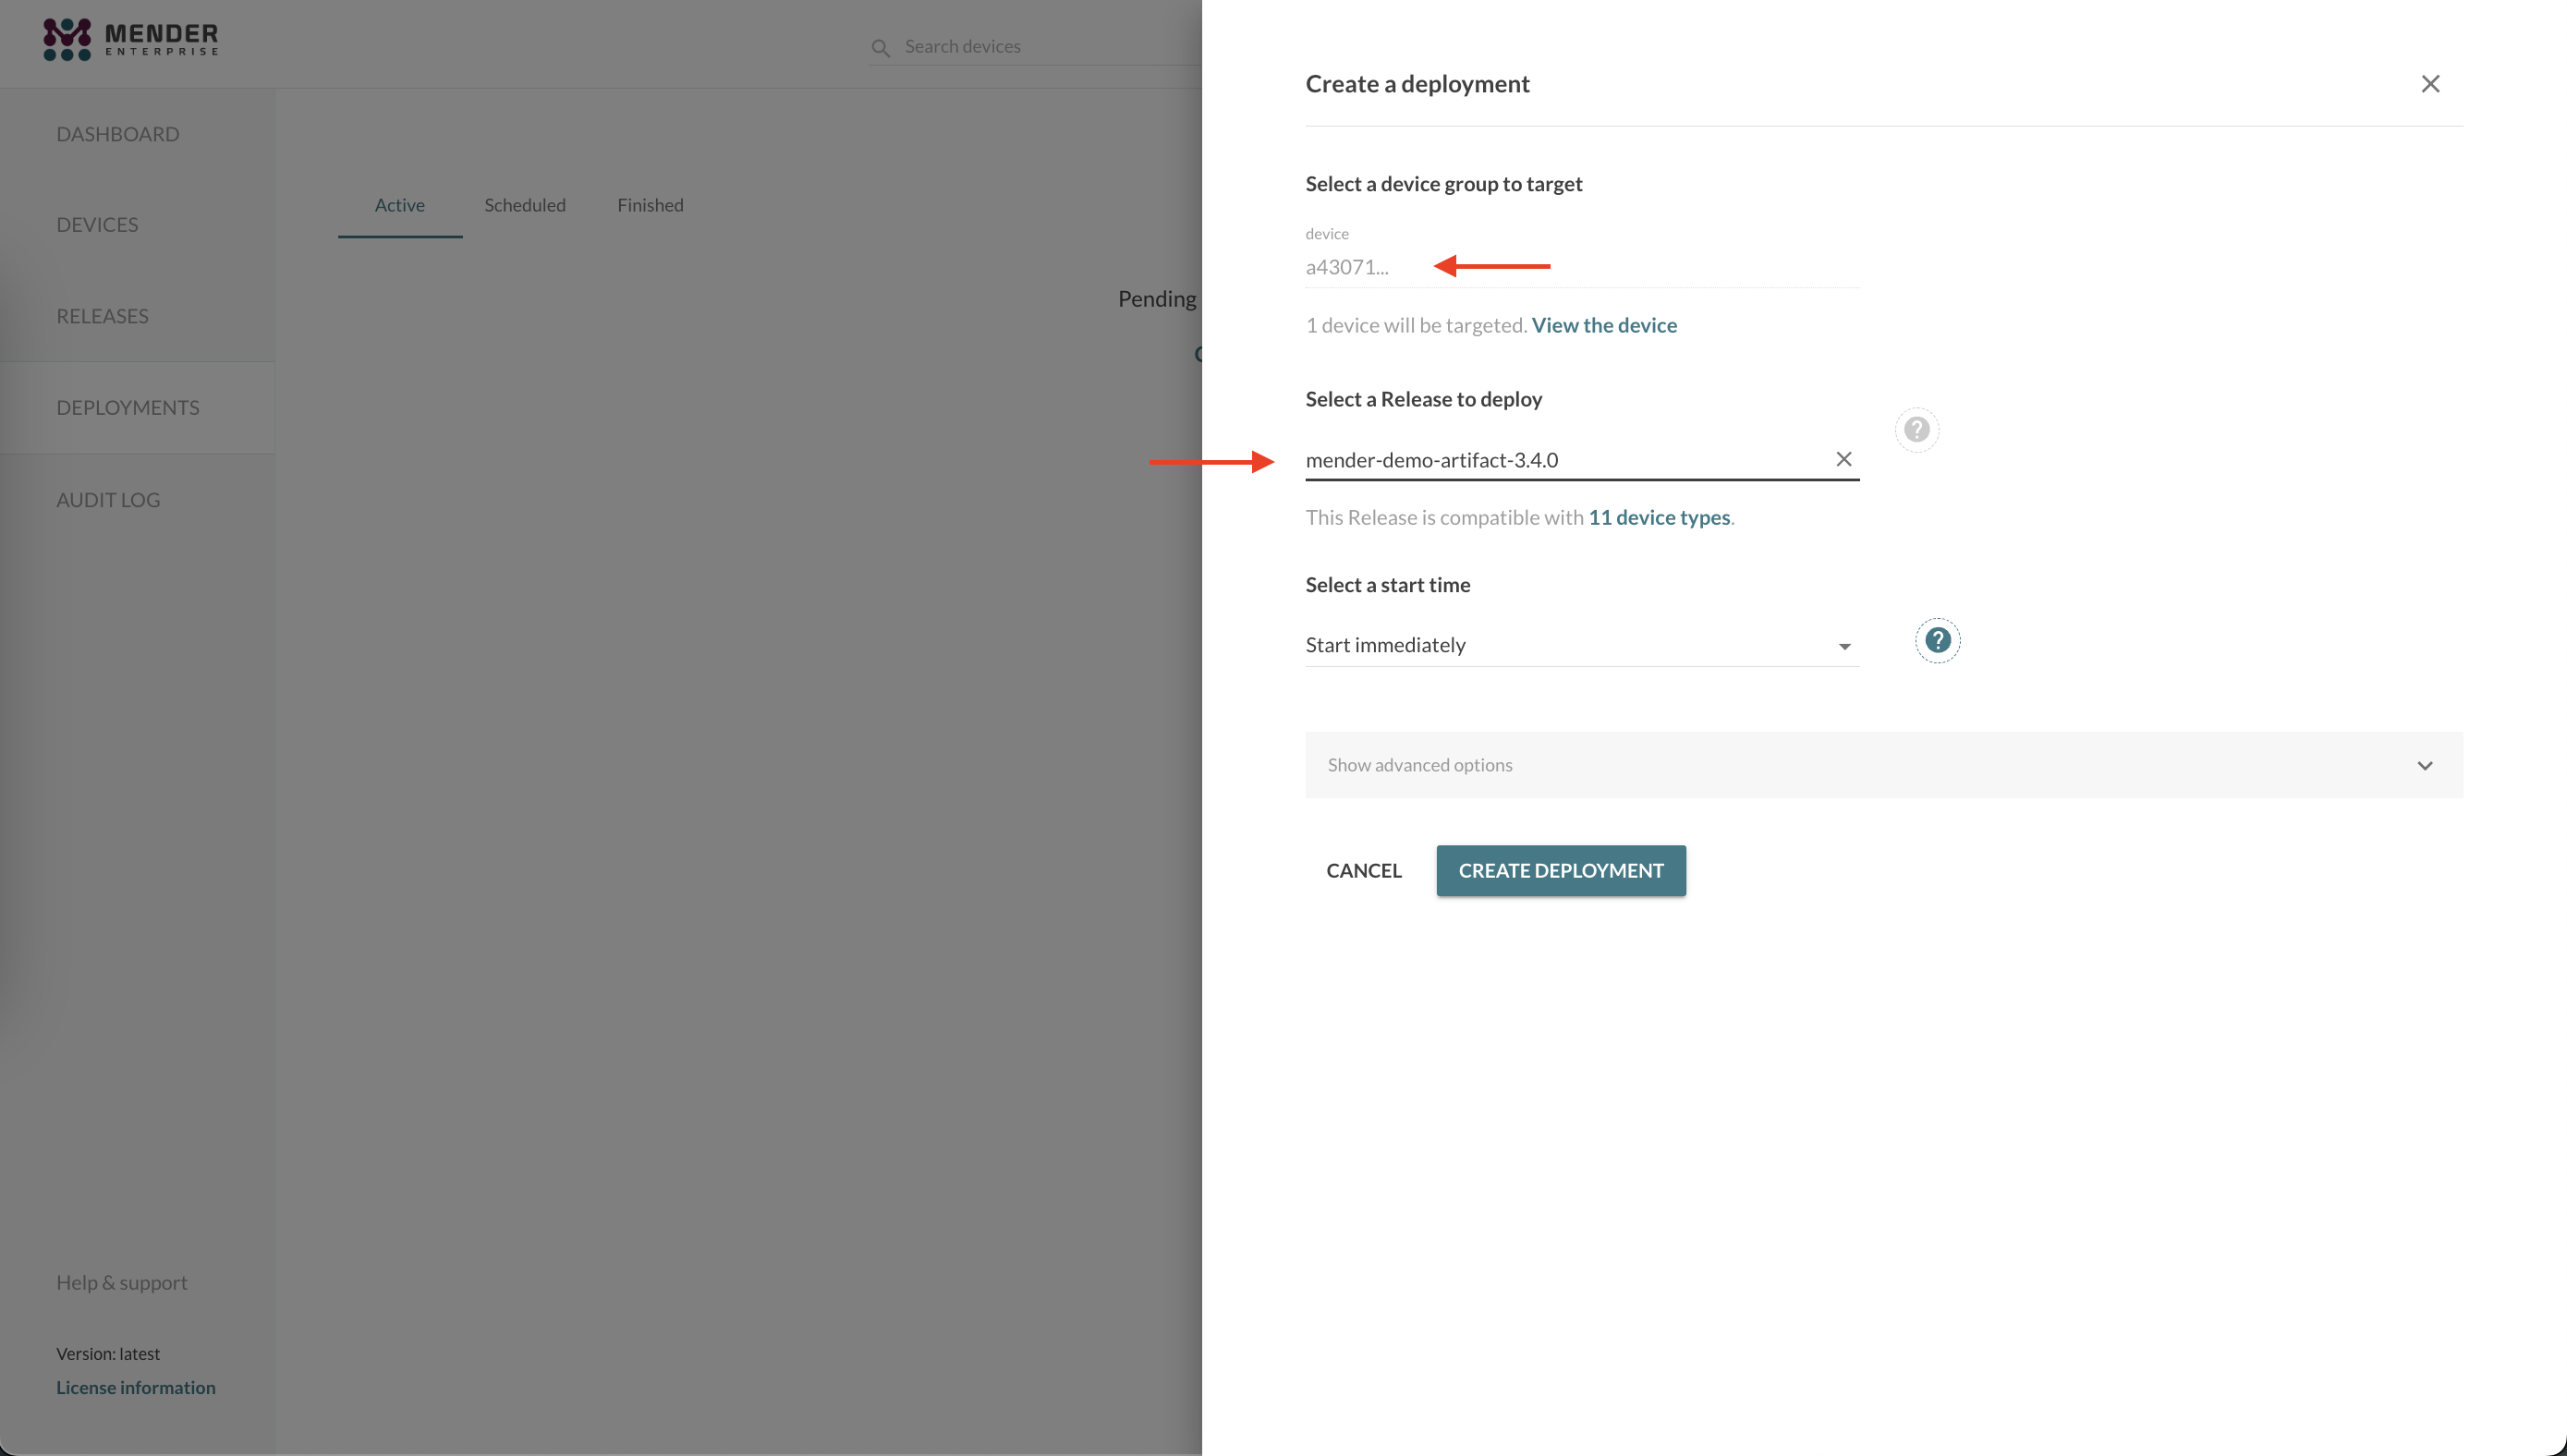 MENDER
ENTERPRISE
Search devices
DASHBOARD
DEVICES
RELEASES
DEPLOYMENTS
AUDIT LOG
Help & support
Version: latest
License information
Active Scheduled Finished
Pending
Create a deployment
Select a device group to target
device
a43071...
1 device will be targeted. View the device
Select a Release to deploy
mender-demo-artifact-3.4.0
This Release is compatible with 11 device types.
Select a start time
Start immediately
Show advanced options
CANCEL CREATE DEPLOYMENT